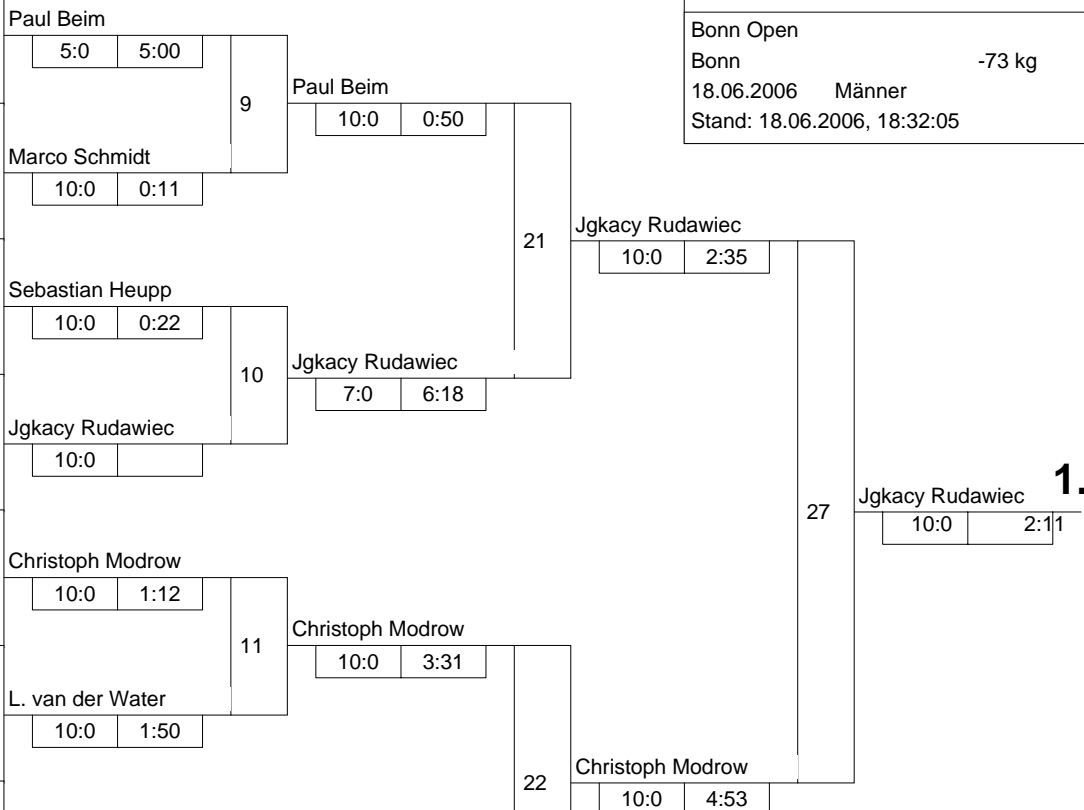 Paul Beim
5:0 5:00
Bonn Open
Bonn -73 kg
18.06.2006 Männer
Stand: 18.06.2006, 18:32:05
9
Paul Beim
10:0 0:50
Marco Schmidt
10:0 0:11
21
Jgkacy Rudawiec
10:0 2:35
Sebastian Heupp
10:0 0:22
10
Jgkacy Rudawiec
7:0 6:18
Jgkacy Rudawiec
10:0
27
Jgkacy Rudawiec 1.
10:0 2:11
Christoph Modrow
10:0 1:12
11
Christoph Modrow
10:0 3:31
L. van der Water
10:0 1:50
22
Christoph Modrow
10:0 4:53